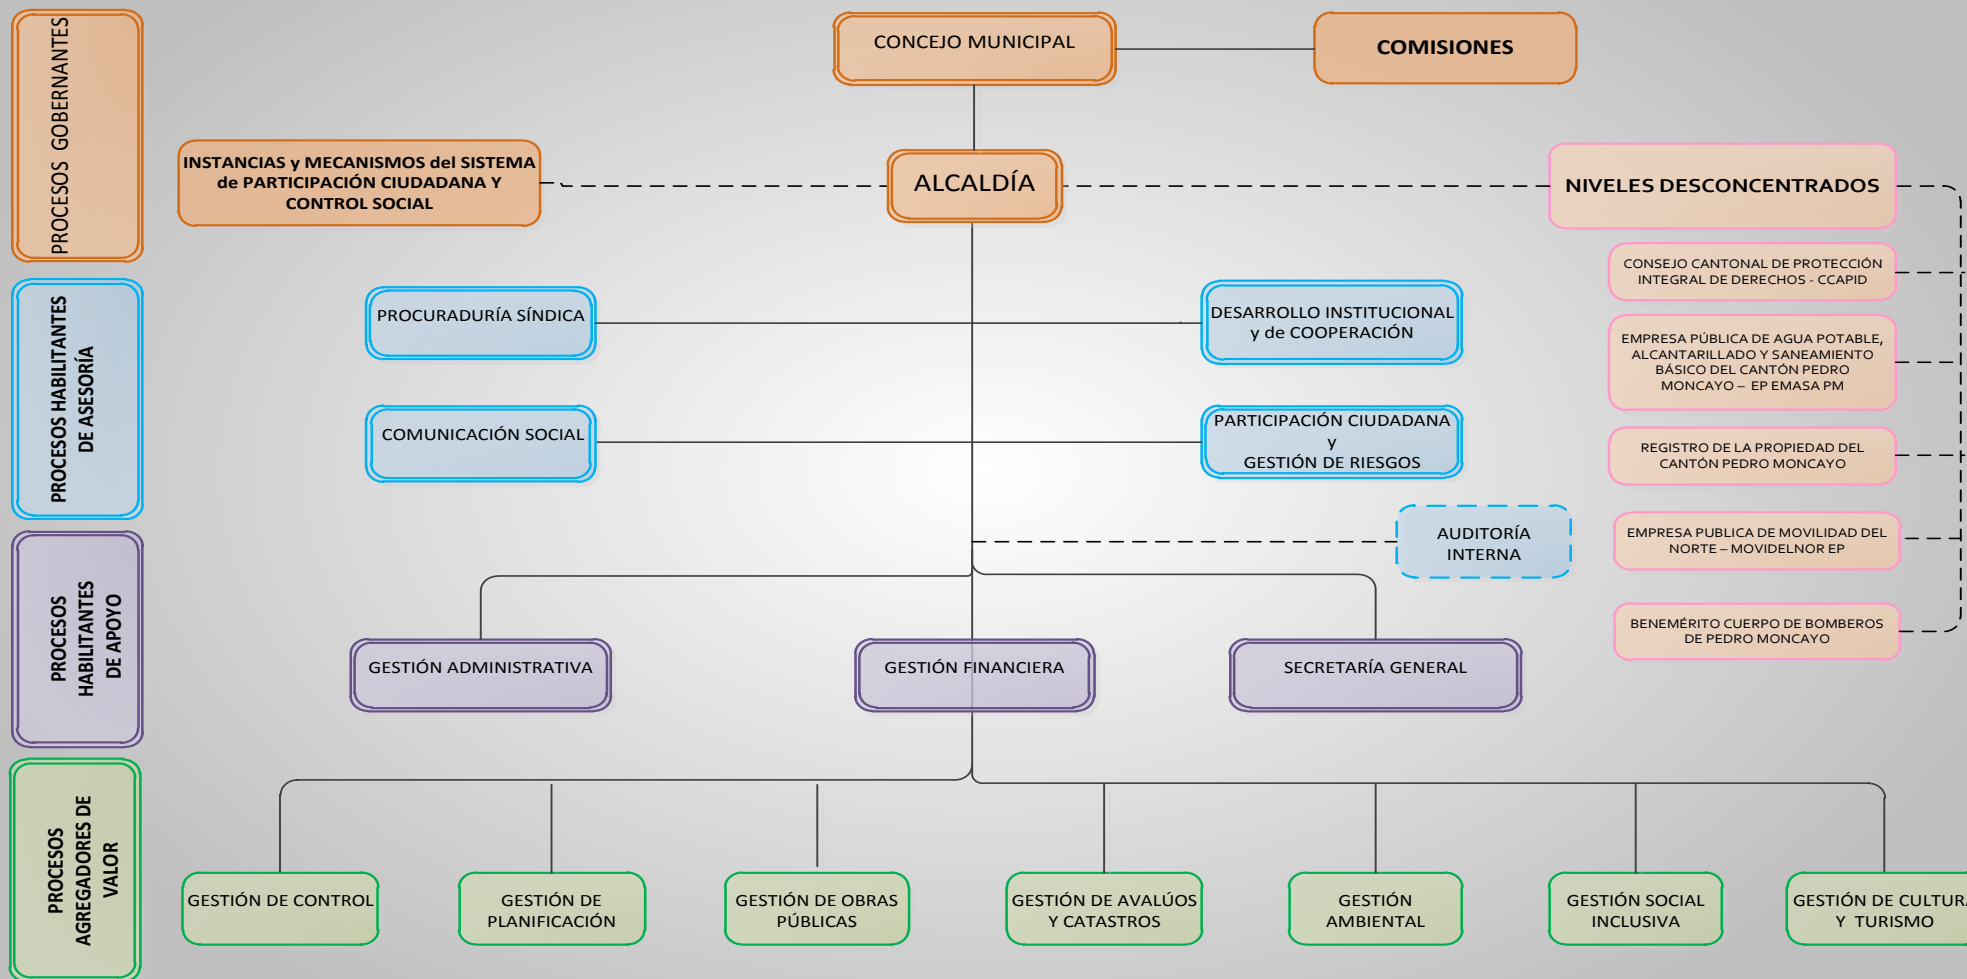 PROCESOS GOBERNANTES
CONCEJO MUNICIPAL
COMISIONES
INSTANCIAS y MECANISMOS del SISTEMA
de PARTICIPACIÓN CIUDADANA Y
CONTROL SOCIAL
ALCALDÍA
NIVELES DESCONCENTRADOS
CONSEJO CANTONAL DE PROTECCIÓN
INTEGRAL DE DERECHOS - CCAPID
EMPRESA PÚBLICA DE AGUA POTABLE,
ALCANTARILLADO Y SANEAMIENTO
BÁSICO DEL CANTÓN PEDRO
MONCAYO – EP EMASA PM
REGISTRO DE LA PROPIEDAD DEL
CANTÓN PEDRO MONCAYO
EMPRESA PUBLICA DE MOVILIDAD DEL
NORTE – MOVIDELNOR EP
BENEMÉRITO CUERPO DE BOMBEROS
DE PEDRO MONCAYO
PROCESOS HABILITANTES
DE ASESORÍA
PROCURADURÍA SÍNDICA
DESARROLLO INSTITUCIONAL
y de COOPERACIÓN
COMUNICACIÓN SOCIAL
PARTICIPACIÓN CIUDADANA
y
GESTIÓN DE RIESGOS
AUDITORÍA
INTERNA
PROCESOS
HABILITANTES
DE APOYO
GESTIÓN ADMINISTRATIVA
GESTIÓN FINANCIERA
SECRETARÍA GENERAL
PROCESOS
AGREGADORES DE
VALOR
GESTIÓN DE CONTROL
GESTIÓN DE
PLANIFICACIÓN
GESTIÓN DE OBRAS
PÚBLICAS
GESTIÓN DE AVALÚOS
Y CATASTROS
GESTIÓN
AMBIENTAL
GESTIÓN SOCIAL
INCLUSIVA
GESTIÓN DE CULTURA
Y TURISMO